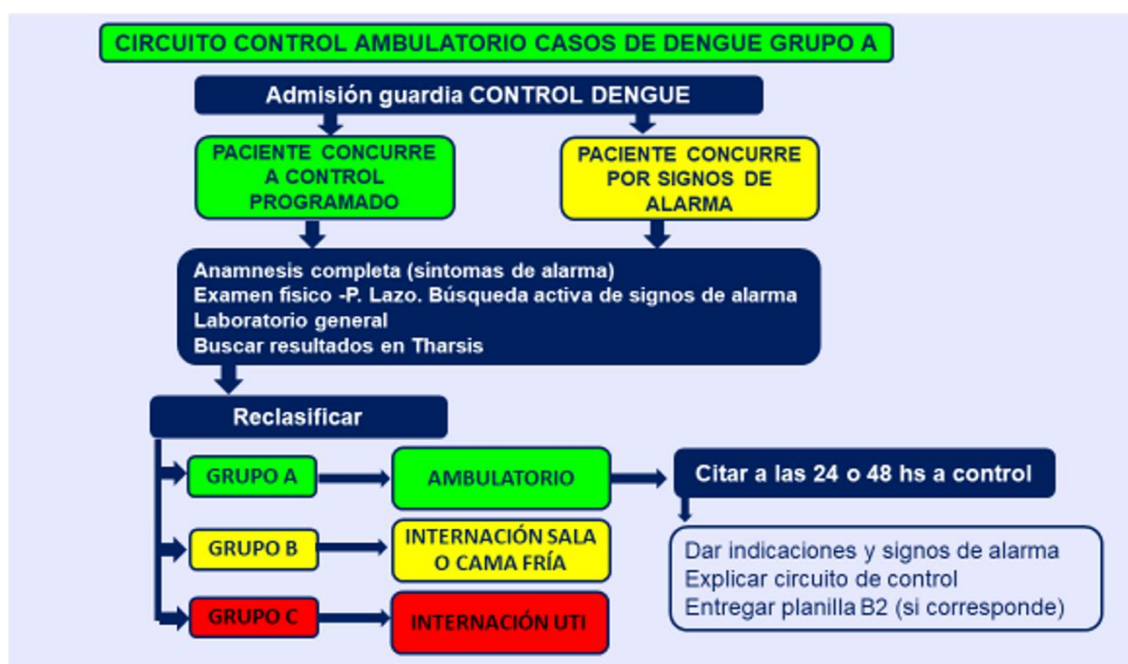 CIRCUITO CONTROL AMBULATORIO CASOS DE DENGUE GRUPO A
Admisión guardia CONTROL DENGUE
PACIENTE CONCURRE
A CONTROL
PROGRAMADO
PACIENTE CONCURRE
POR SIGNOS DE
ALARMA
Anamnesis completa (síntomas de alarma)
Examen físico -P. Lazo. Búsqueda activa de signos de alarma
Laboratorio general
Buscar resultados en Tharsis
Reclasificar
GRUPO A
AMBULATORIO
Citar a las 24 o 48 hs a control
Dar indicaciones y signos de alarma
Explicar circuito de control
Entregar planilla B2 (si corresponde)
GRUPO B
INTERNACIÓN SALA
O CAMA FRÍA
GRUPO C
INTERNACIÓN UTI